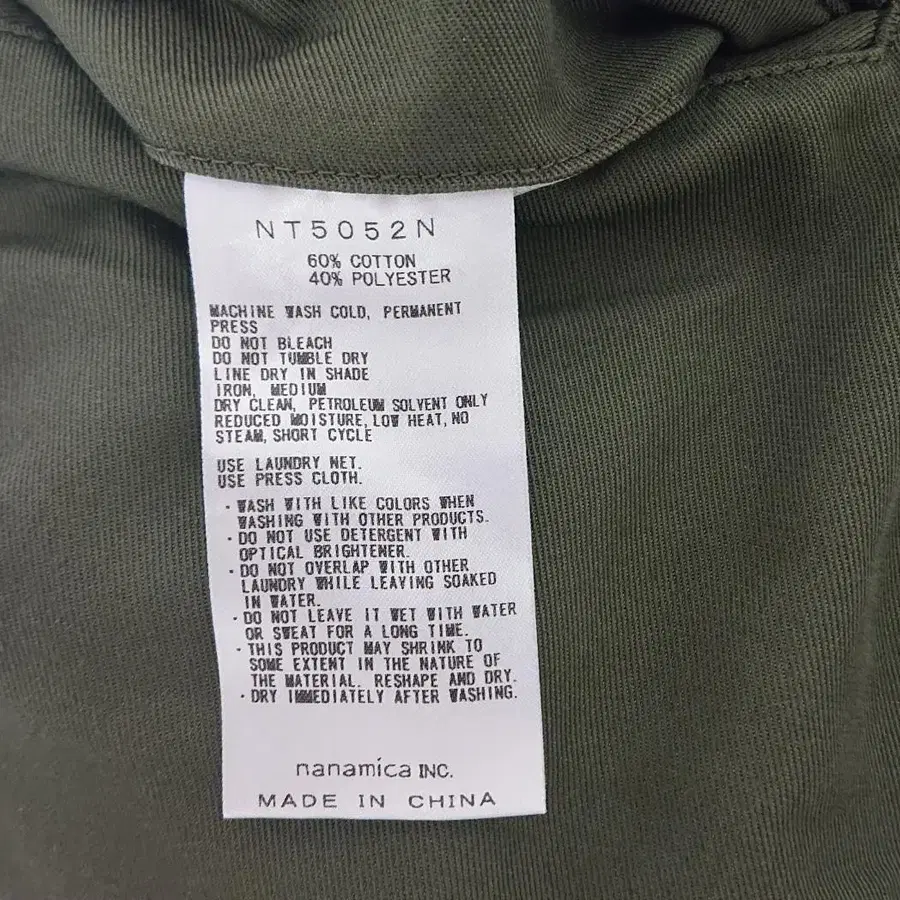 NT5052N
60% COTTON
40% POLYESTER
MACHINE WASH COLD, PERMANENT
PRESS
DO NOT BLEACH
DO NOT TUMBLE DRY
LINE DRY IN SHADE
IRON, MEDIUM
DRY CLEAN, PETROLEUM SOLVENT ONLY
REDUCED MOISTURE, LOW HEAT, NO
STEAM, SHORT CYCLE
USE LAUNDRY NET.
USE PRESS CLOTH.
· WASH WITH LIKE COLORS WHEN
WASHING WITH OTHER PRODUCTS.
· DO NOT USE DETERGENT WITH
OPTICAL BRIGHTENER.
· DO NOT OVERLAP WITH OTHER
LAUNDRY WHILE LEAVING SOAKED
IN WATER.
· DO NOT LEAVE IT WET WITH WATER
OR SWEAT FOR A LONG TIME.
· THIS PRODUCT MAY SHRINK TO
SOME EXTENT IN THE NATURE OF
THE MATERIAL. RESHAPE AND DRY.
· DRY IMMEDIATELY AFTER WASHING.
nanamica INC.
MADE IN CHINA